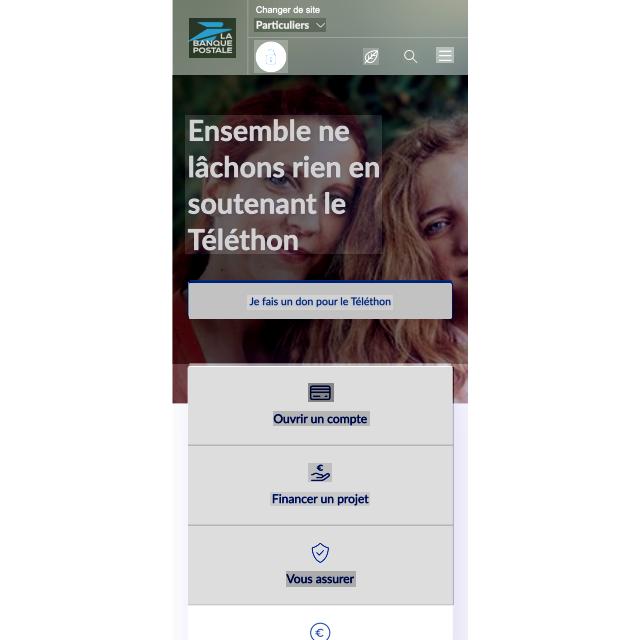 Changer de site
Particuliers
LA
BANQUE
POSTALE
Ensemble ne
lâchons rien en
soutenant le
Téléthon
Je fais un don pour le Téléthon
Ouvrir un compte
Financer un projet
Vous assurer